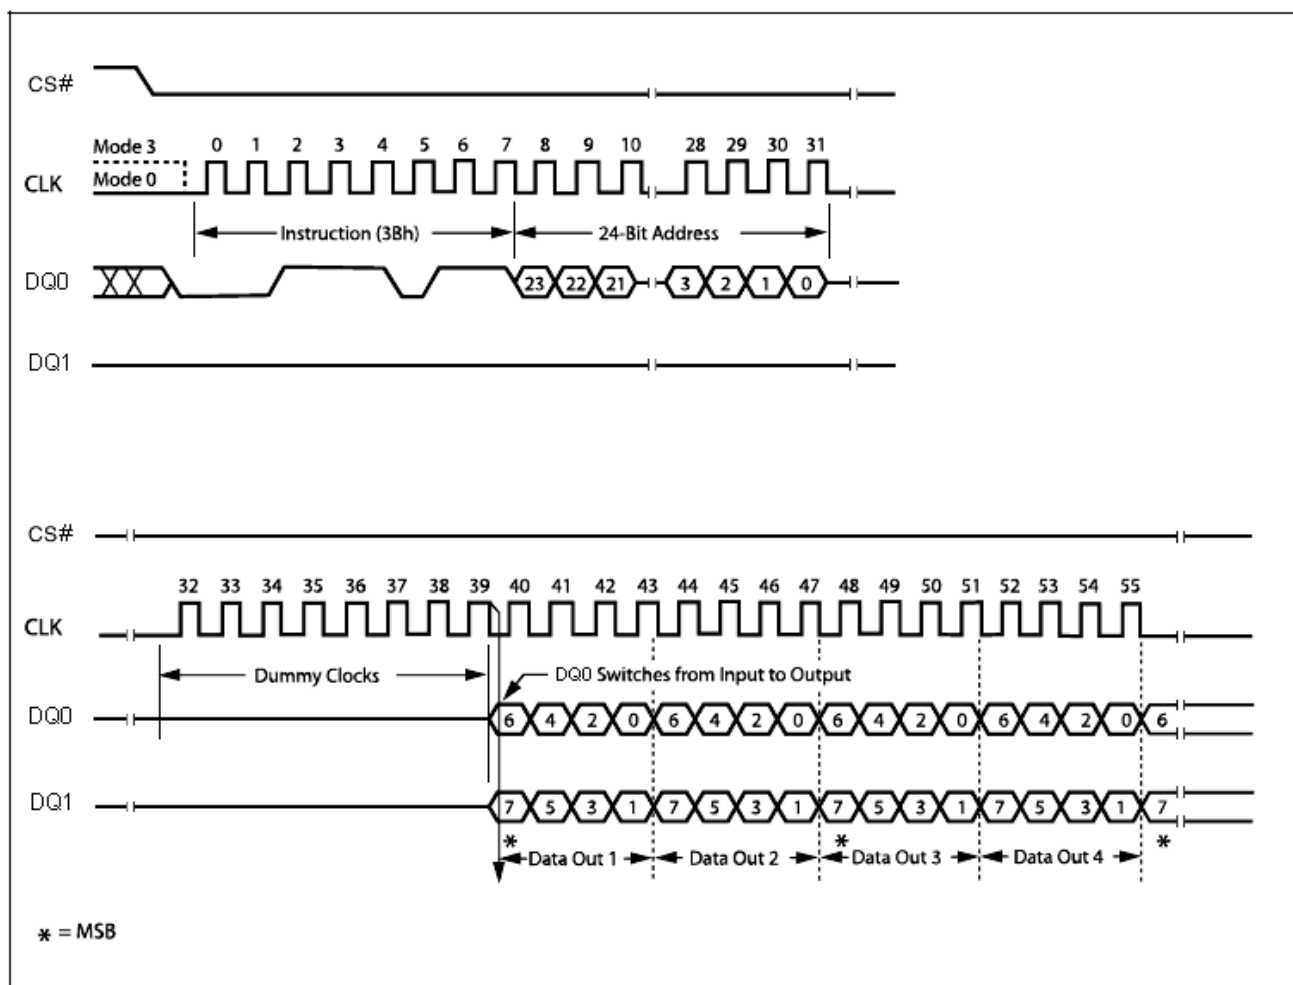 CS#
Mode 3 0 1 2 3 4 5 6 7 8 9 10 28 29 30 31
CLK Mode 0
Instruction (3Bh) 24-Bit Address
DQ0 23 22 21 3 2 1 0
DQ1
CS#
32 33 34 35 36 37 38 39 40 41 42 43 44 45 46 47 48 49 50 51 52 53 54 55
CLK
Dummy Clocks DQ0 Switches from Input to Output
DQ0 6 4 2 0 6 4 2 0 6 4 2 0 6 4 2 0 6
DQ1 7 5 3 1 7 5 3 1 7 5 3 1 7 5 3 1 7
* * *
Data Out 1 Data Out 2 Data Out 3 Data Out 4
* = MSB